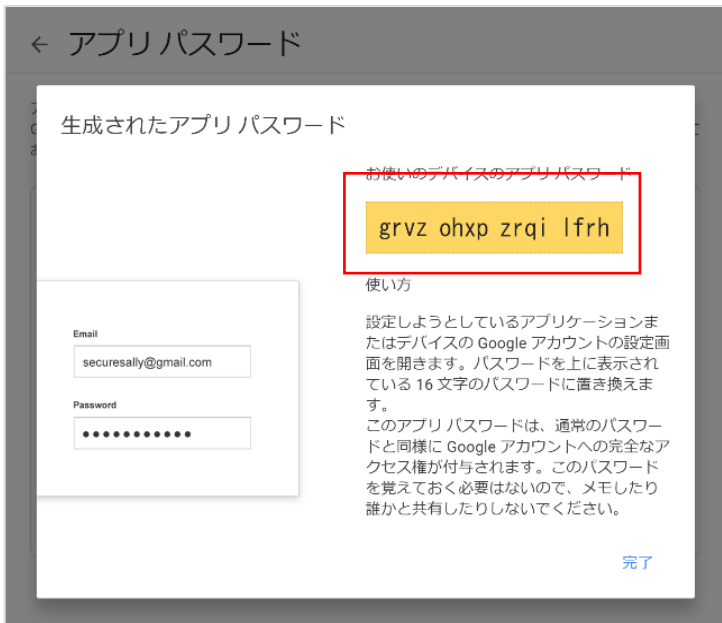 ← アプリ パスワード
生成されたアプリ パスワード
お使いのデバイスのアプリ パスワード
grvz ohxp zrqi lfrh
使い方
設定しようとしているアプリケーションま
たはデバイスの Google アカウントの設定画
面を開きます。パスワードを上に表示され
ている 16 文字のパスワードに置き換えま
す。
このアプリ パスワードは、通常のパスワー
ドと同様に Google アカウントへの完全なア
クセス権が付与されます。このパスワード
を覚えておく必要はないので、メモしたり
誰かと共有したりしないでください。
Email
securesally@gmail.com
Password
●●●●●●●●●●●
完了